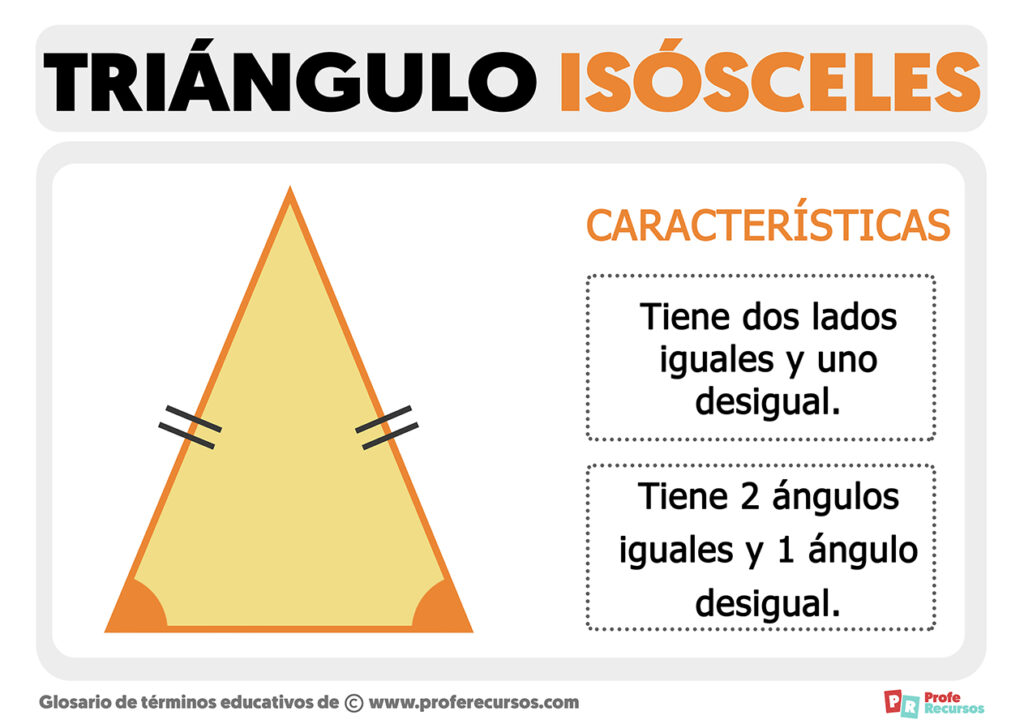 TRIÁNGULO ISÓSCELES
CARACTERÍSTICAS
Tiene dos lados
iguales y uno
desigual.
Tiene 2 ángulos
iguales y 1 ángulo
desigual.
Glosario de términos educativos de © www.proferecursos.com
PR Profe
Recursos